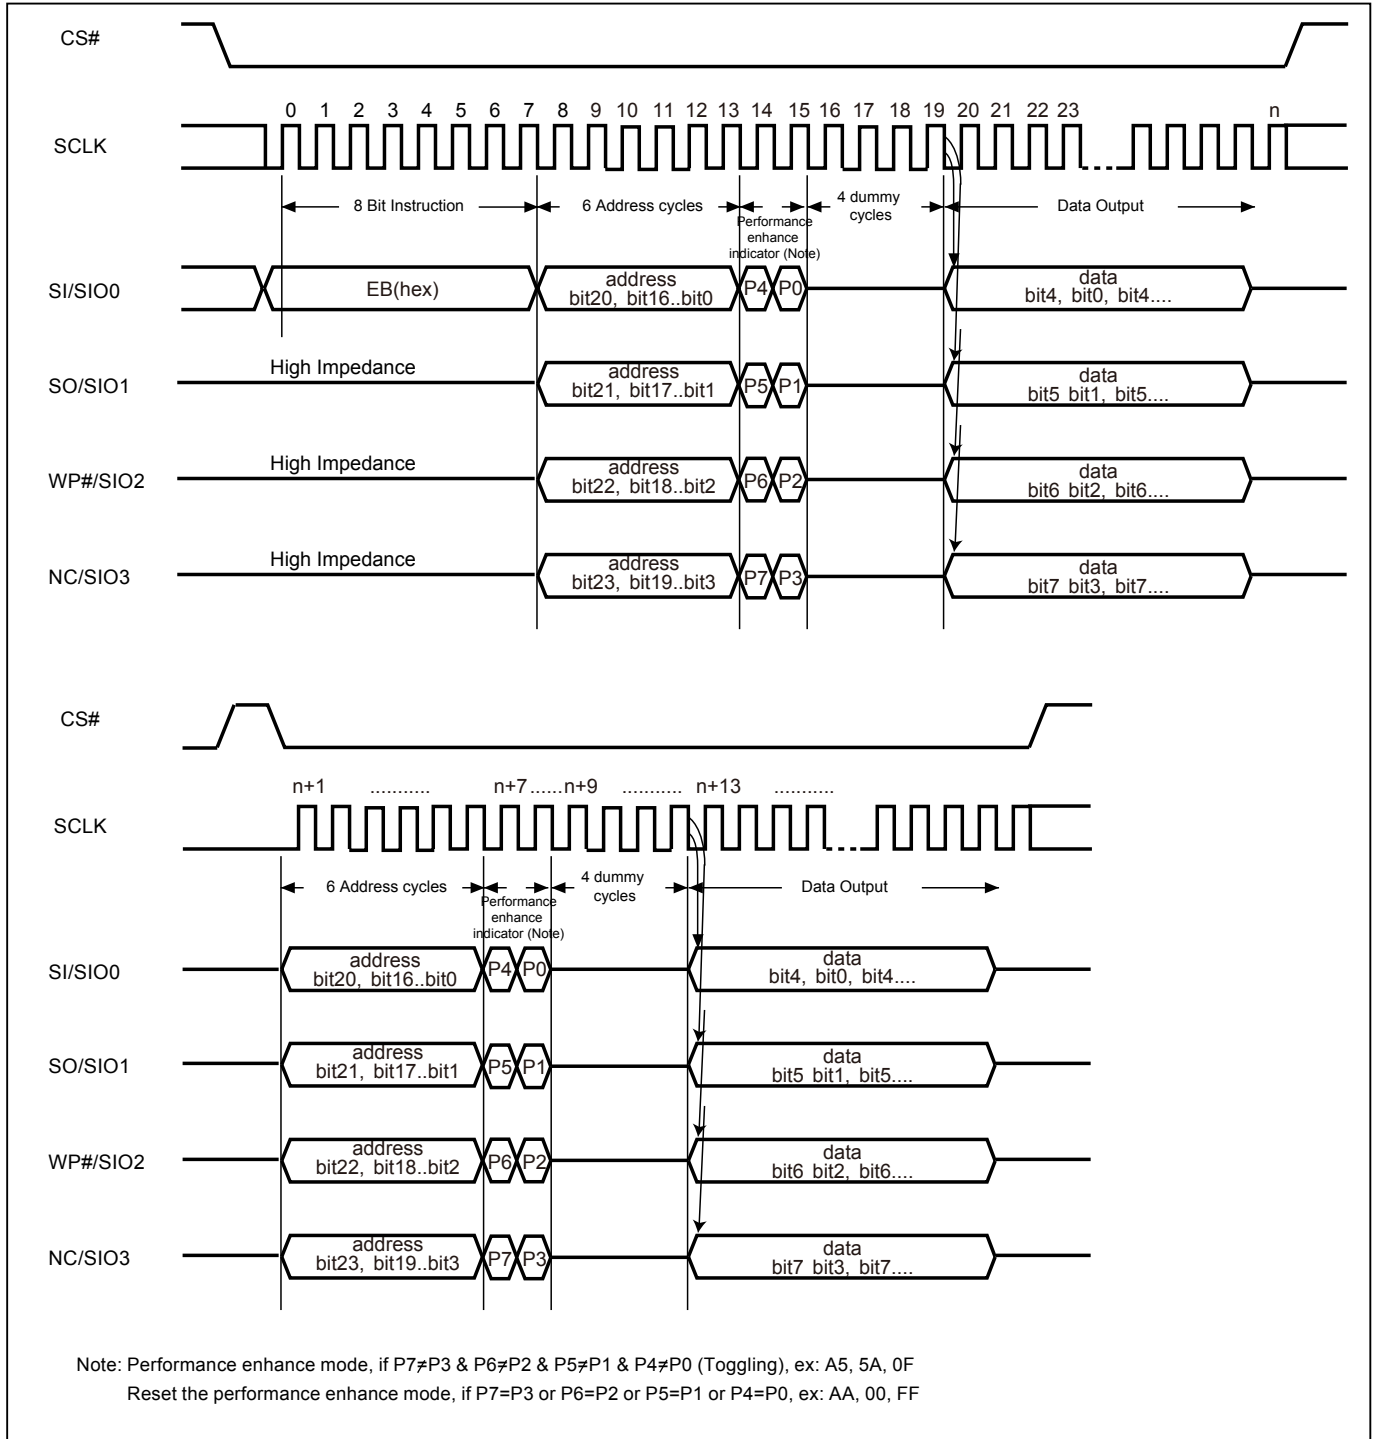 CS#
0 1 2 3 4 5 6 7 8 9 10 11 12 13 14 15 16 17 18 19 20 21 22 23 n
SCLK
8 Bit Instruction
6 Address cycles
Performance
enhance
indicator (Note)
4 dummy
cycles
Data Output
SI/SIO0
EB(hex)
address
bit20, bit16..bit0
P4 P0
data
bit4, bit0, bit4....
SO/SIO1
High Impedance
address
bit21, bit17..bit1
P5 P1
data
bit5 bit1, bit5....
WP#/SIO2
High Impedance
address
bit22, bit18..bit2
P6 P2
data
bit6 bit2, bit6....
NC/SIO3
High Impedance
address
bit23, bit19..bit3
P7 P3
data
bit7 bit3, bit7....
CS#
n+1 ........... n+7......n+9 ........... n+13 ...........
SCLK
6 Address cycles
Performance
enhance
indicator (Note)
4 dummy
cycles
Data Output
SI/SIO0
address
bit20, bit16..bit0
P4 P0
data
bit4, bit0, bit4....
SO/SIO1
address
bit21, bit17..bit1
P5 P1
data
bit5 bit1, bit5....
WP#/SIO2
address
bit22, bit18..bit2
P6 P2
data
bit6 bit2, bit6....
NC/SIO3
address
bit23, bit19..bit3
P7 P3
data
bit7 bit3, bit7....
Note: Performance enhance mode, if P7≠P3 & P6≠P2 & P5≠P1 & P4≠P0 (Toggling), ex: A5, 5A, 0F
Reset the performance enhance mode, if P7=P3 or P6=P2 or P5=P1 or P4=P0, ex: AA, 00, FF